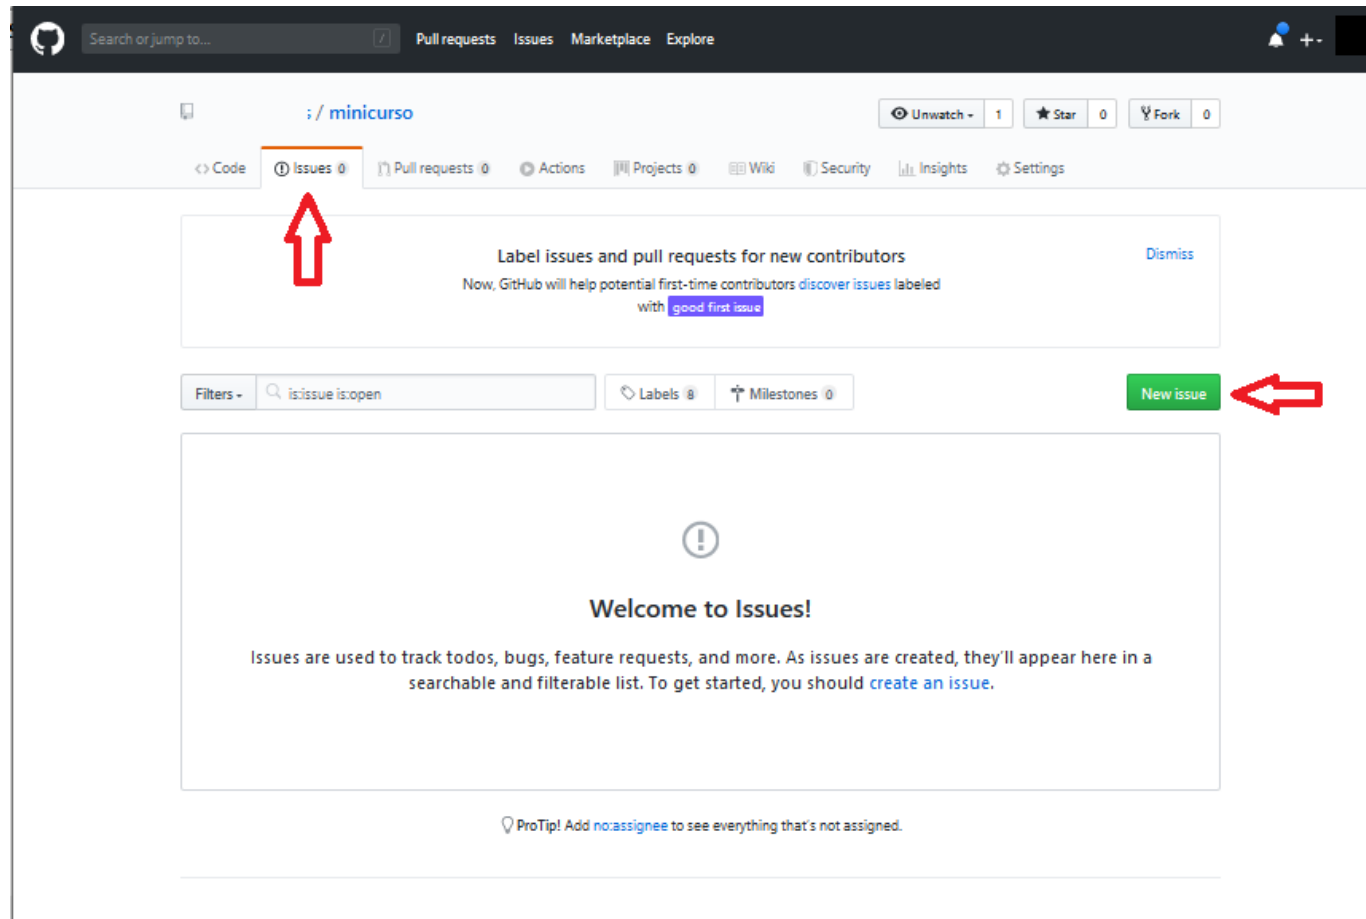 Search or jump to... / Pull requests Issues Marketplace Explore
/ minicurso Unwatch 1 Star 0 Fork 0
Code Issues 0 Pull requests 0 Actions Projects 0 Wiki Security Insights Settings
Label issues and pull requests for new contributors Dismiss
Now, GitHub will help potential first-time contributors discover issues labeled
with good first issue
Filters is:issue is:open Labels 8 Milestones 0 New issue
Welcome to Issues!
Issues are used to track todos, bugs, feature requests, and more. As issues are created, they'll appear here in a
searchable and filterable list. To get started, you should create an issue.
ProTip! Add no:assignee to see everything that's not assigned.